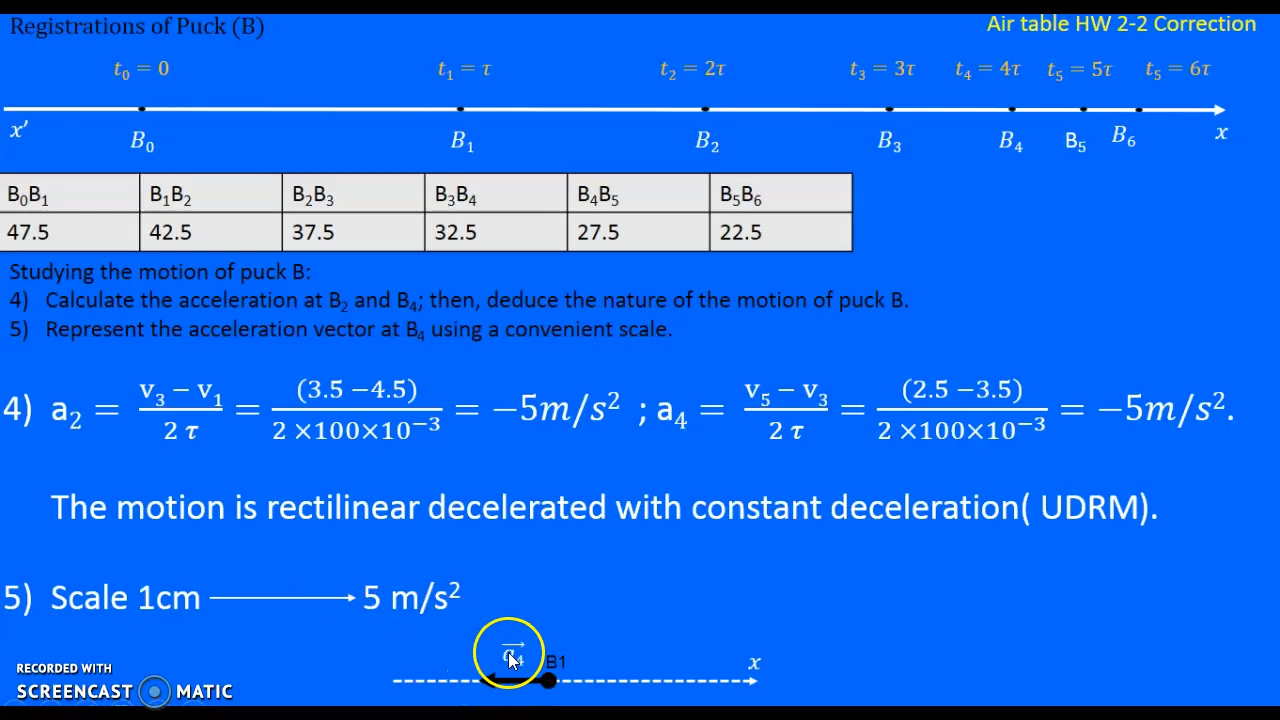 Registrations of Puck (B)
Air table HW 2-2 Correction
t₀ = 0 t₁ = τ t₂ = 2τ t₃ = 3τ t₄ = 4τ t₅ = 5τ t₅ = 6τ
x′ B₀ B₁ B₂ B₃ B₄ B₅ B₆ x
B₀B₁ B₁B₂ B₂B₃ B₃B₄ B₄B₅ B₅B₆
47.5 42.5 37.5 32.5 27.5 22.5
Studying the motion of puck B:
4) Calculate the acceleration at B₂ and B₄; then, deduce the nature of the motion of puck B.
5) Represent the acceleration vector at B₄ using a convenient scale.
4) a₂ = (v₃ − v₁)/(2 τ) = (3.5 −4.5)/(2 ×100×10⁻³) = −5m/s² ; a₄ = (v₅ − v₃)/(2 τ) = (2.5 −3.5)/(2 ×100×10⁻³) = −5m/s².
The motion is rectilinear decelerated with constant deceleration( UDRM).
5) Scale 1cm ⟶ 5 m/s²
a₄ B1 x
RECORDED WITH
SCREENCAST MATIC